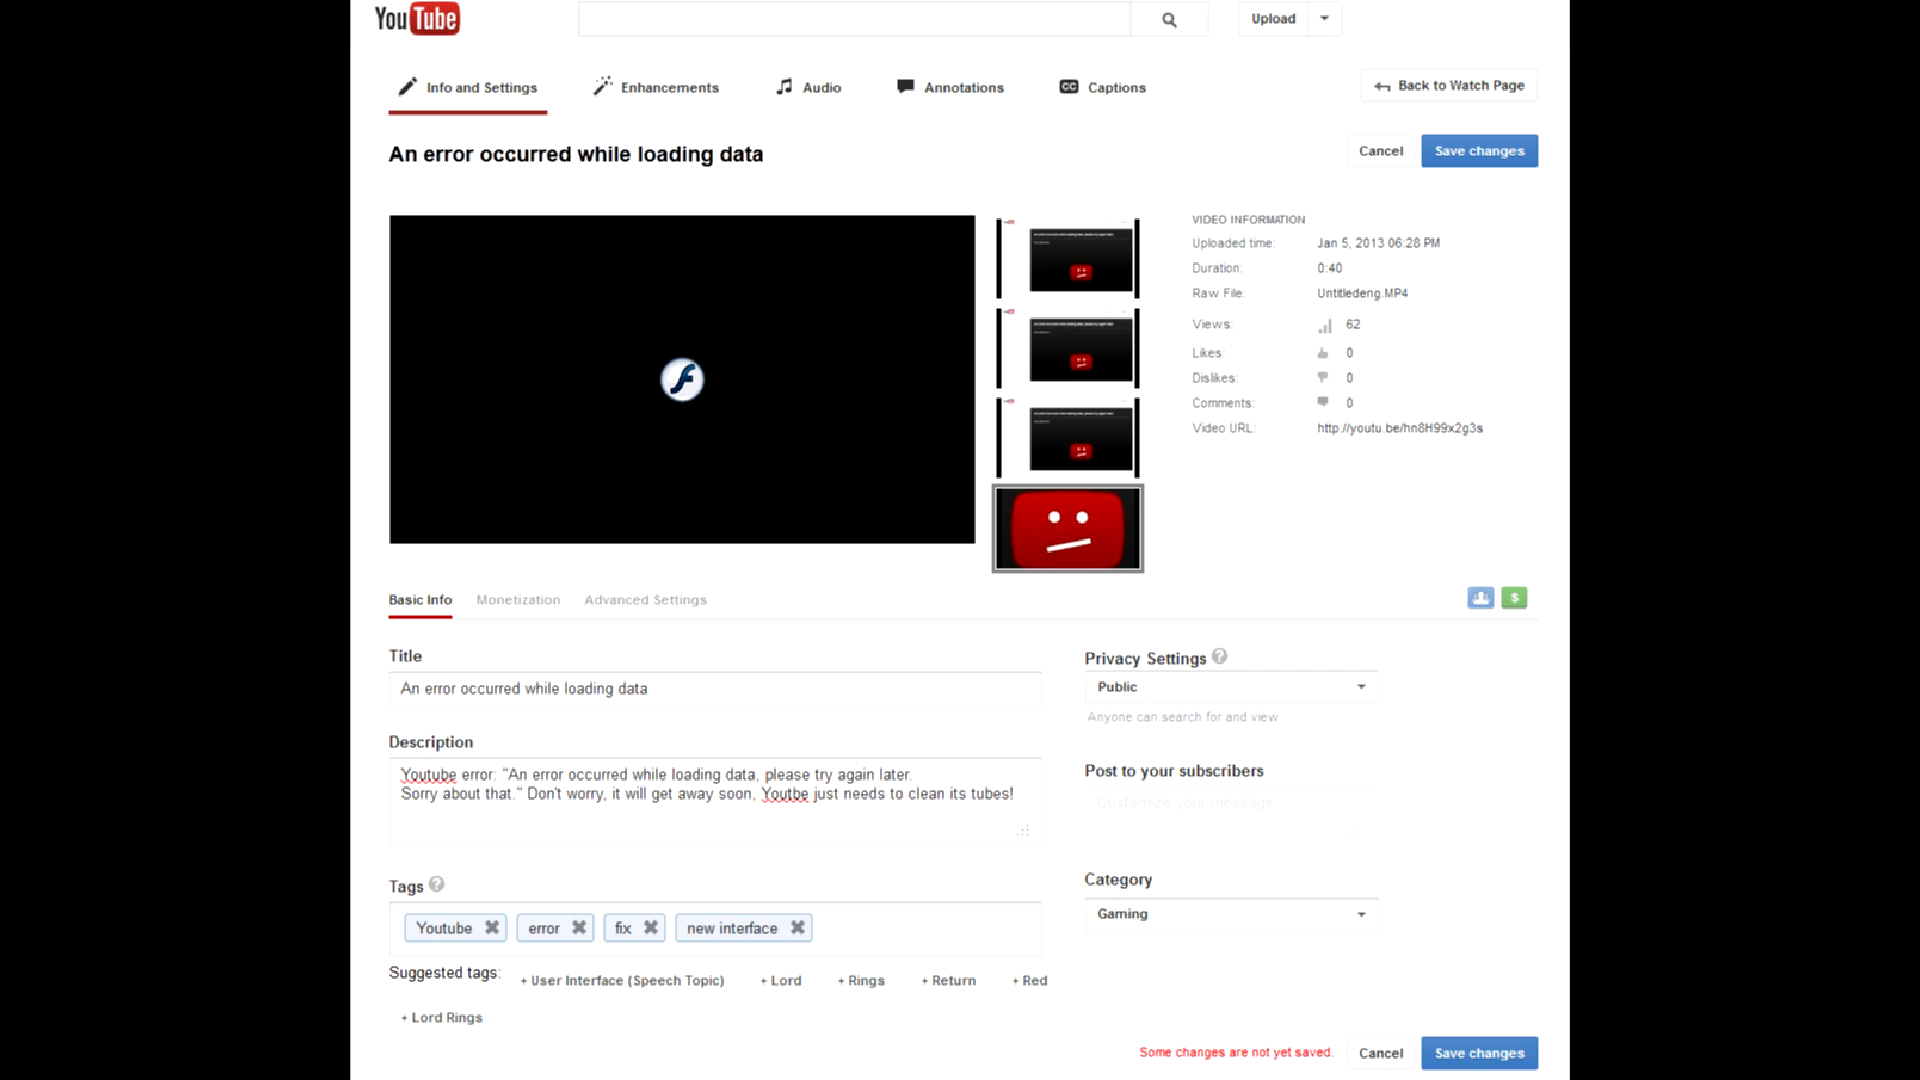 YouTube
Upload
Info and Settings
Enhancements
Audio
Annotations
CC Captions
Back to Watch Page
An error occurred while loading data
Cancel
Save changes
VIDEO INFORMATION
Uploaded time: Jan 5, 2013 06:28 PM
Duration: 0:40
Raw File: Untitledeng.MP4
Views: 62
Likes: 0
Dislikes: 0
Comments: 0
Video URL: http://youtu.be/hn8H99x2g3s
Basic Info
Monetization
Advanced Settings
$
Title
An error occurred while loading data
Privacy Settings ?
Public
Anyone can search for and view
Description
Youtube error: "An error occurred while loading data, please try again later.
Sorry about that." Don't worry, it will get away soon, Youtbe just needs to clean its tubes!
Post to your subscribers
Customize your message
Tags ?
Youtube
error
fix
new interface
Category
Gaming
Suggested tags: + User Interface (Speech Topic) + Lord + Rings + Return + Red
+ Lord Rings
Some changes are not yet saved.
Cancel
Save changes